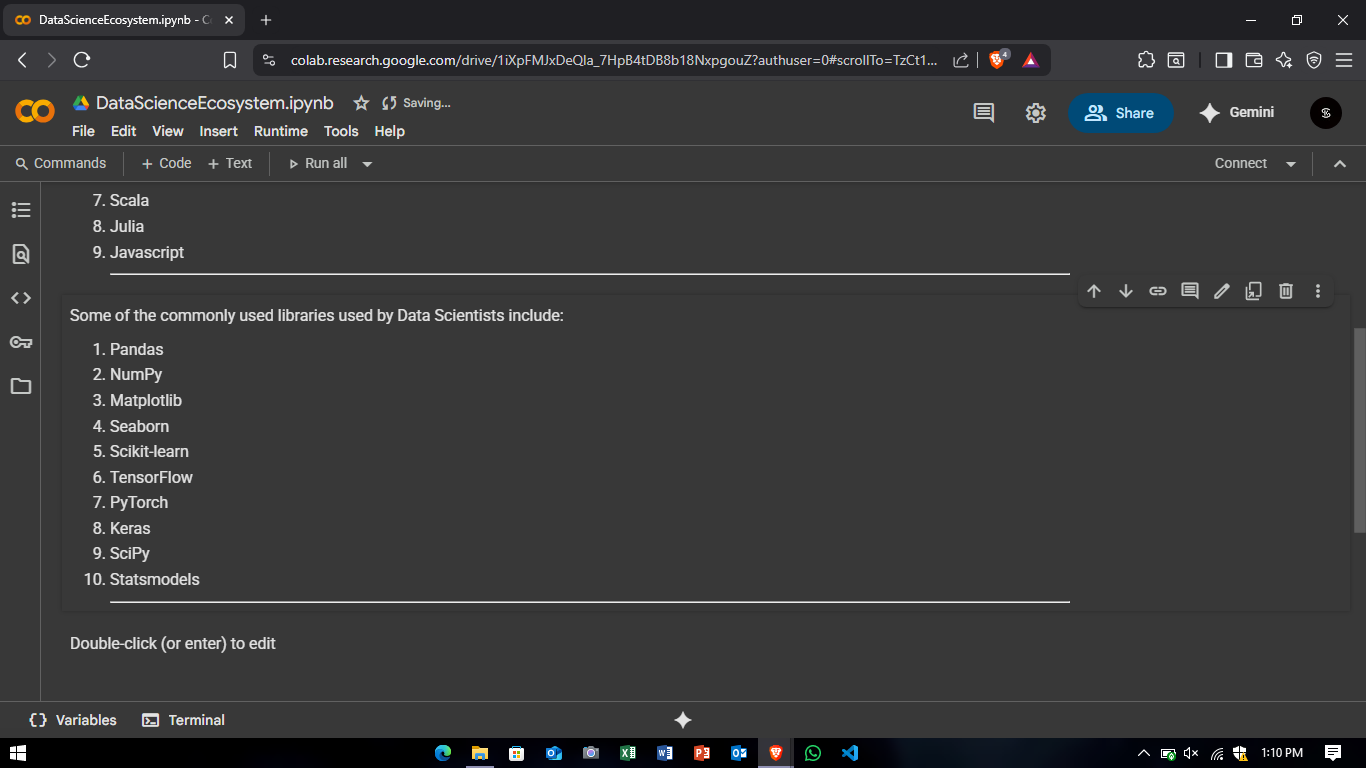 DataScienceEcosystem.ipynb - C
colab.research.google.com/drive/1iXpFMJxDeQIa_7HpB4tDB8b18NxpgouZ?authuser=0#scrollTo=TzCt1...
4
DataScienceEcosystem.ipynb
Saving...
File Edit View Insert Runtime Tools Help
Share
Gemini
Commands + Code + Text Run all
Connect
7. Scala
8. Julia
9. Javascript
Some of the commonly used libraries used by Data Scientists include:
1. Pandas
2. NumPy
3. Matplotlib
4. Seaborn
5. Scikit-learn
6. TensorFlow
7. PyTorch
8. Keras
9. SciPy
10. Statsmodels
Double-click (or enter) to edit
Variables Terminal
1:10 PM